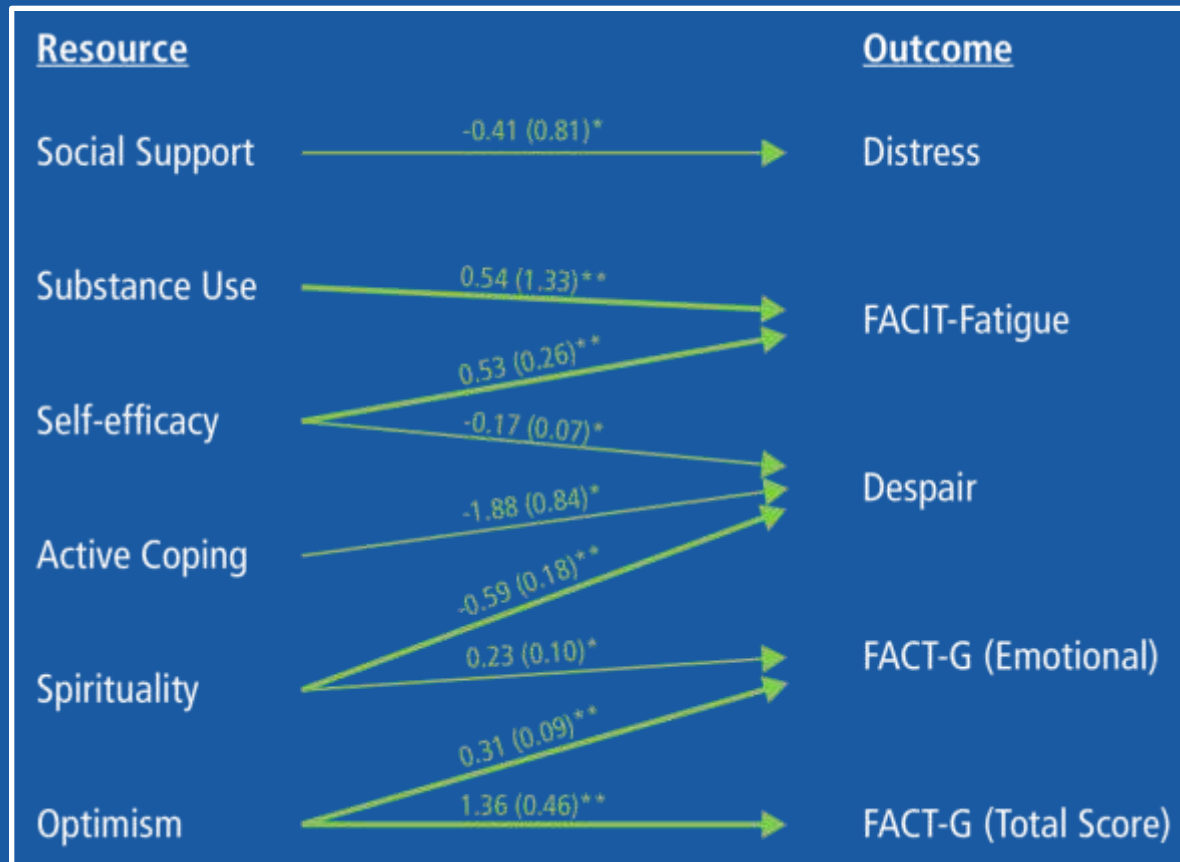 Resource Outcome
Social Support -0.41 (0.81)* Distress
Substance Use 0.54 (1.33)** FACIT-Fatigue
0.53 (0.26)**
Self-efficacy -0.17 (0.07)* Despair
Active Coping -1.88 (0.84)*
-0.59 (0.18)**
Spirituality 0.23 (0.10)* FACT-G (Emotional)
0.31 (0.09)**
Optimism 1.36 (0.46)** FACT-G (Total Score)